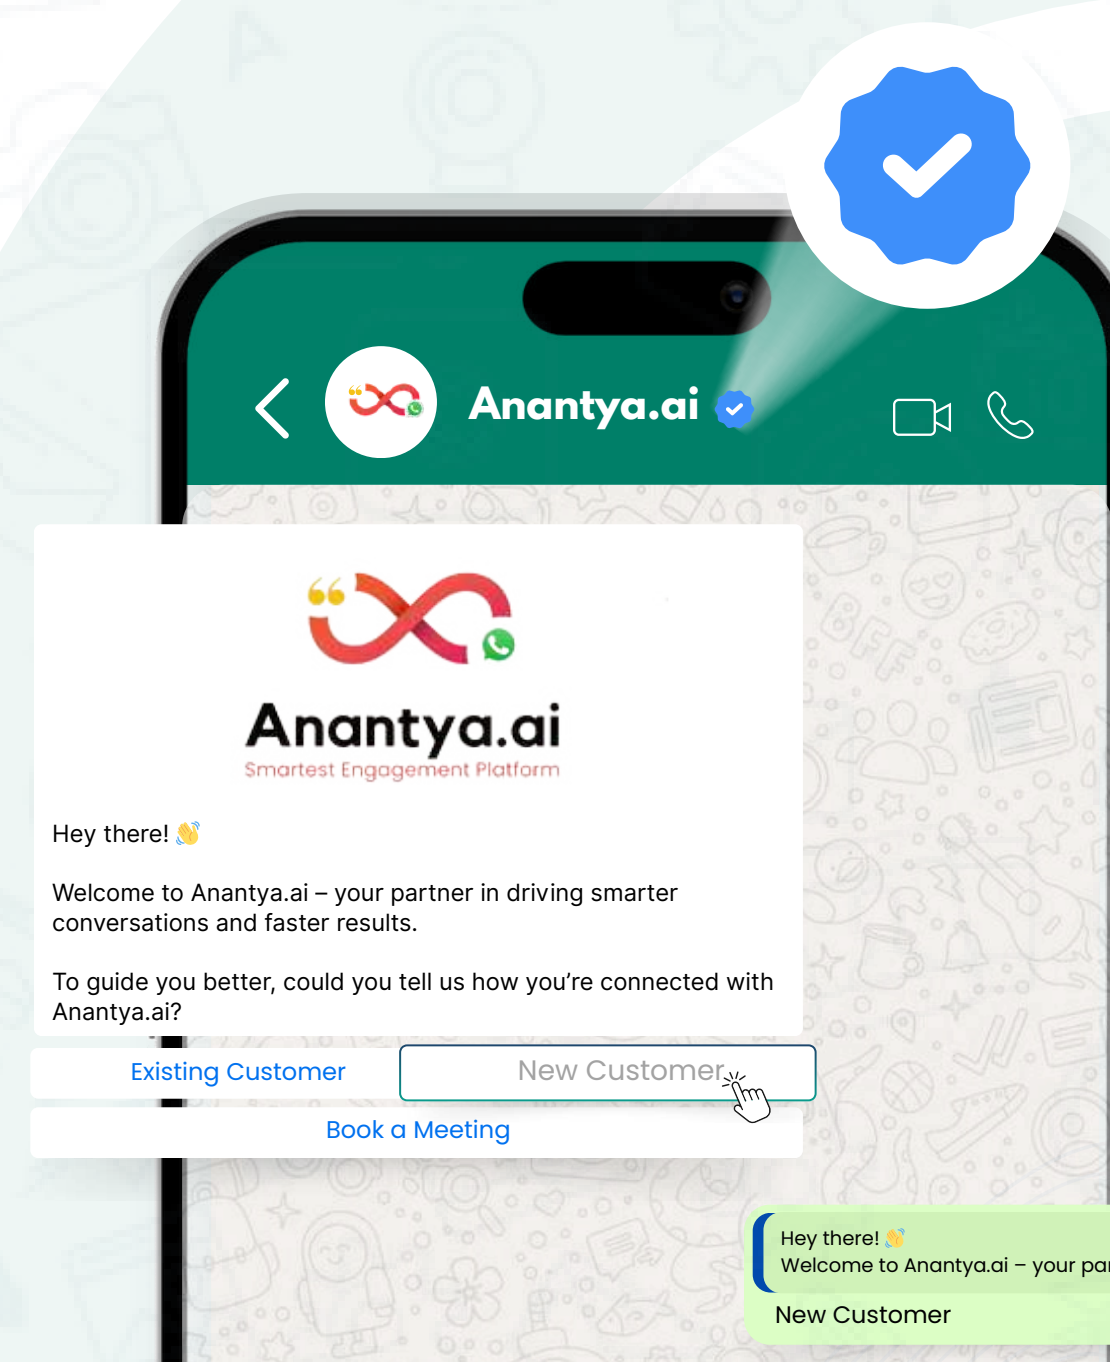 Anantya.ai
Anantya.ai
Smartest Engagement Platform
Hey there! 👋
Welcome to Anantya.ai – your partner in driving smarter
conversations and faster results.
To guide you better, could you tell us how you’re connected with
Anantya.ai?
Existing Customer
New Customer
Book a Meeting
Hey there! 👋
Welcome to Anantya.ai – your par
New Customer
BFF